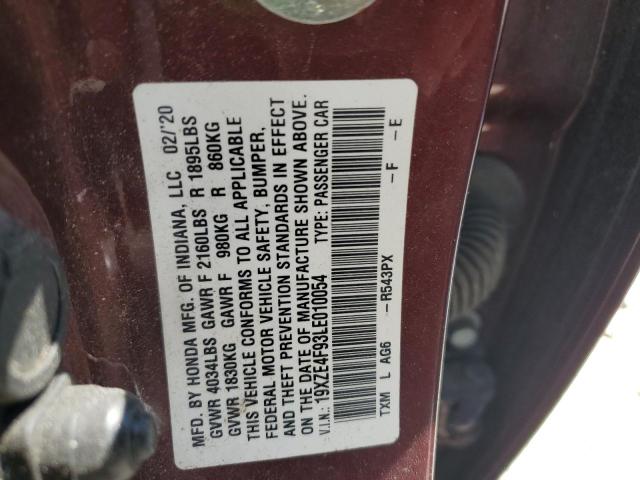 MFD. BY HONDA MFG. OF INDIANA, LLC 02/'20
GVWR 4034LBS GAWR F 2160LBS R 1895LBS
GVWR 1830KG GAWR F 980KG R 860KG
THIS VEHICLE CONFORMS TO ALL APPLICABLE
FEDERAL MOTOR VEHICLE SAFETY, BUMPER,
AND THEFT PREVENTION STANDARDS IN EFFECT
ON THE DATE OF MANUFACTURE SHOWN ABOVE.
V.I.N.: 19XZE4F93LE010054 TYPE: PASSENGER CAR
TXM L AG6 -R543PX -F -E